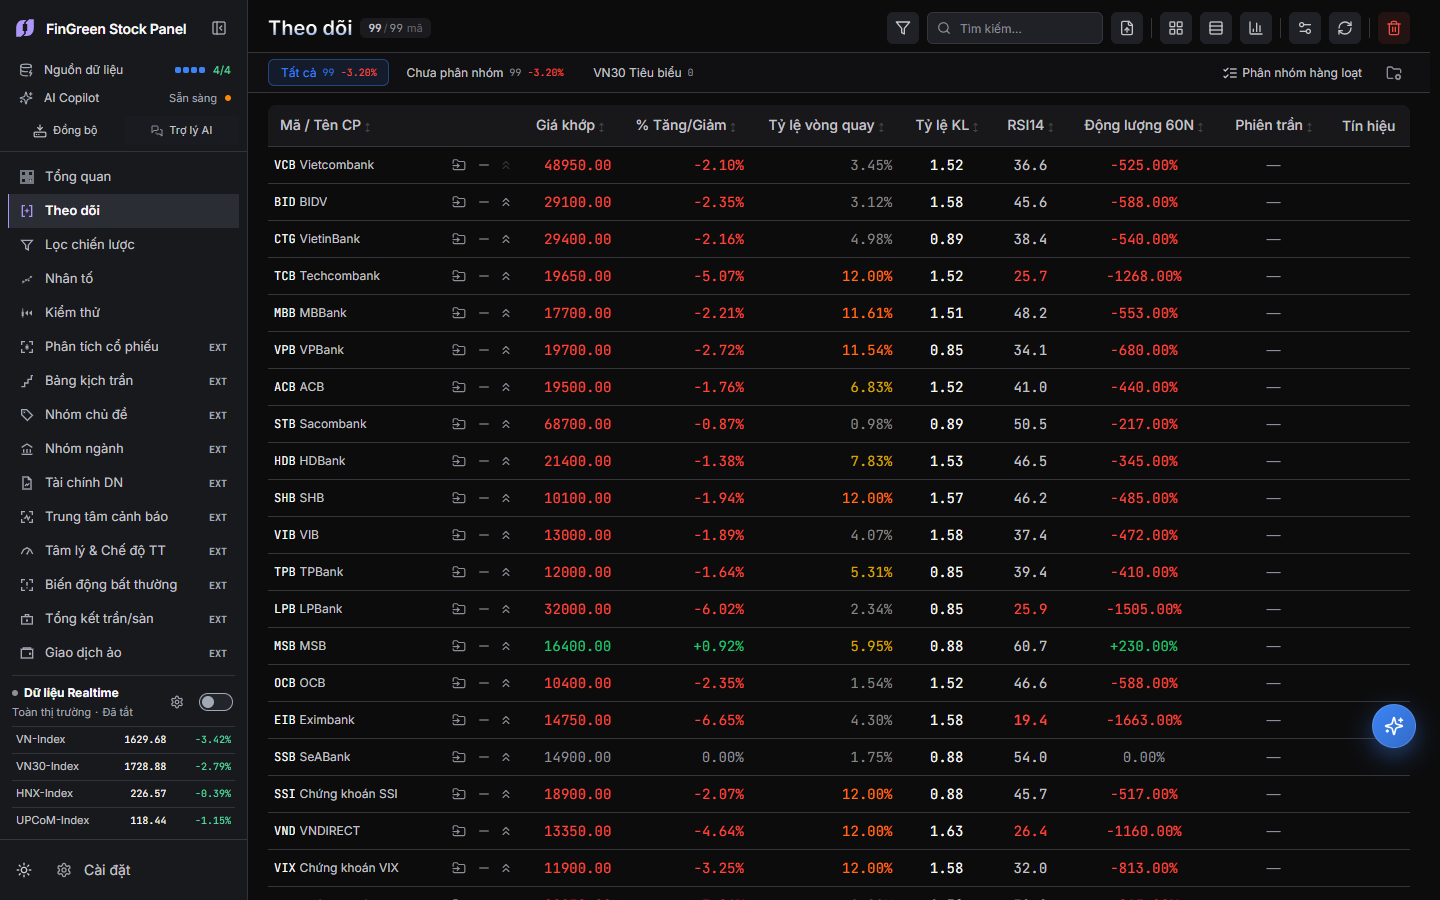 FinGreen Stock Panel
Nguồn dữ liệu 4/4
AI Copilot Sẵn sàng
Đồng bộ Trợ lý AI
Tổng quan
Theo dõi
Lọc chiến lược
Nhân tố
Kiểm thử
Phân tích cổ phiếu EXT
Bảng kịch trần EXT
Nhóm chủ đề EXT
Nhóm ngành EXT
Tài chính DN EXT
Trung tâm cảnh báo EXT
Tâm lý & Chế độ TT EXT
Biến động bất thường EXT
Tổng kết trần/sàn EXT
Giao dịch ảo EXT
Dữ liệu Realtime
Toàn thị trường · Đã tắt
VN-Index 1629.68 -3.42%
VN30-Index 1728.88 -2.79%
HNX-Index 226.57 -0.39%
UPCoM-Index 118.44 -1.15%
Cài đặt
Theo dõi 99/99 mã
Tìm kiếm...
Tất cả 99 -3.20% Chưa phân nhóm 99 -3.20% VN30 Tiêu biểu 0
Phân nhóm hàng loạt
Mã / Tên CP Giá khớp % Tăng/Giảm Tỷ lệ vòng quay Tỷ lệ KL RSI14 Động lượng 60N Phiên trần Tín hiệu
VCB Vietcombank 48950.00 -2.10% 3.45% 1.52 36.6 -525.00% —
BID BIDV 29100.00 -2.35% 3.12% 1.58 45.6 -588.00% —
CTG VietinBank 29400.00 -2.16% 4.98% 0.89 38.4 -540.00% —
TCB Techcombank 19650.00 -5.07% 12.00% 1.52 25.7 -1268.00% —
MBB MBBank 17700.00 -2.21% 11.61% 1.51 48.2 -553.00% —
VPB VPBank 19700.00 -2.72% 11.54% 0.85 34.1 -680.00% —
ACB ACB 19500.00 -1.76% 6.83% 1.52 41.0 -440.00% —
STB Sacombank 68700.00 -0.87% 0.98% 0.89 50.5 -217.00% —
HDB HDBank 21400.00 -1.38% 7.83% 1.53 46.5 -345.00% —
SHB SHB 10100.00 -1.94% 12.00% 1.57 46.2 -485.00% —
VIB VIB 13000.00 -1.89% 4.07% 1.58 37.4 -472.00% —
TPB TPBank 12000.00 -1.64% 5.31% 0.85 39.4 -410.00% —
LPB LPBank 32000.00 -6.02% 2.34% 0.85 25.9 -1505.00% —
MSB MSB 16400.00 +0.92% 5.95% 0.88 60.7 +230.00% —
OCB OCB 10400.00 -2.35% 1.54% 1.52 46.6 -588.00% —
EIB Eximbank 14750.00 -6.65% 4.30% 1.58 19.4 -1663.00% —
SSB SeABank 14900.00 0.00% 1.75% 0.88 54.0 0.00% —
SSI Chứng khoán SSI 18900.00 -2.07% 12.00% 0.88 45.7 -517.00% —
VND VNDIRECT 13350.00 -4.64% 12.00% 1.63 26.4 -1160.00% —
VIX Chứng khoán VIX 11900.00 -3.25% 12.00% 1.58 32.0 -813.00% —